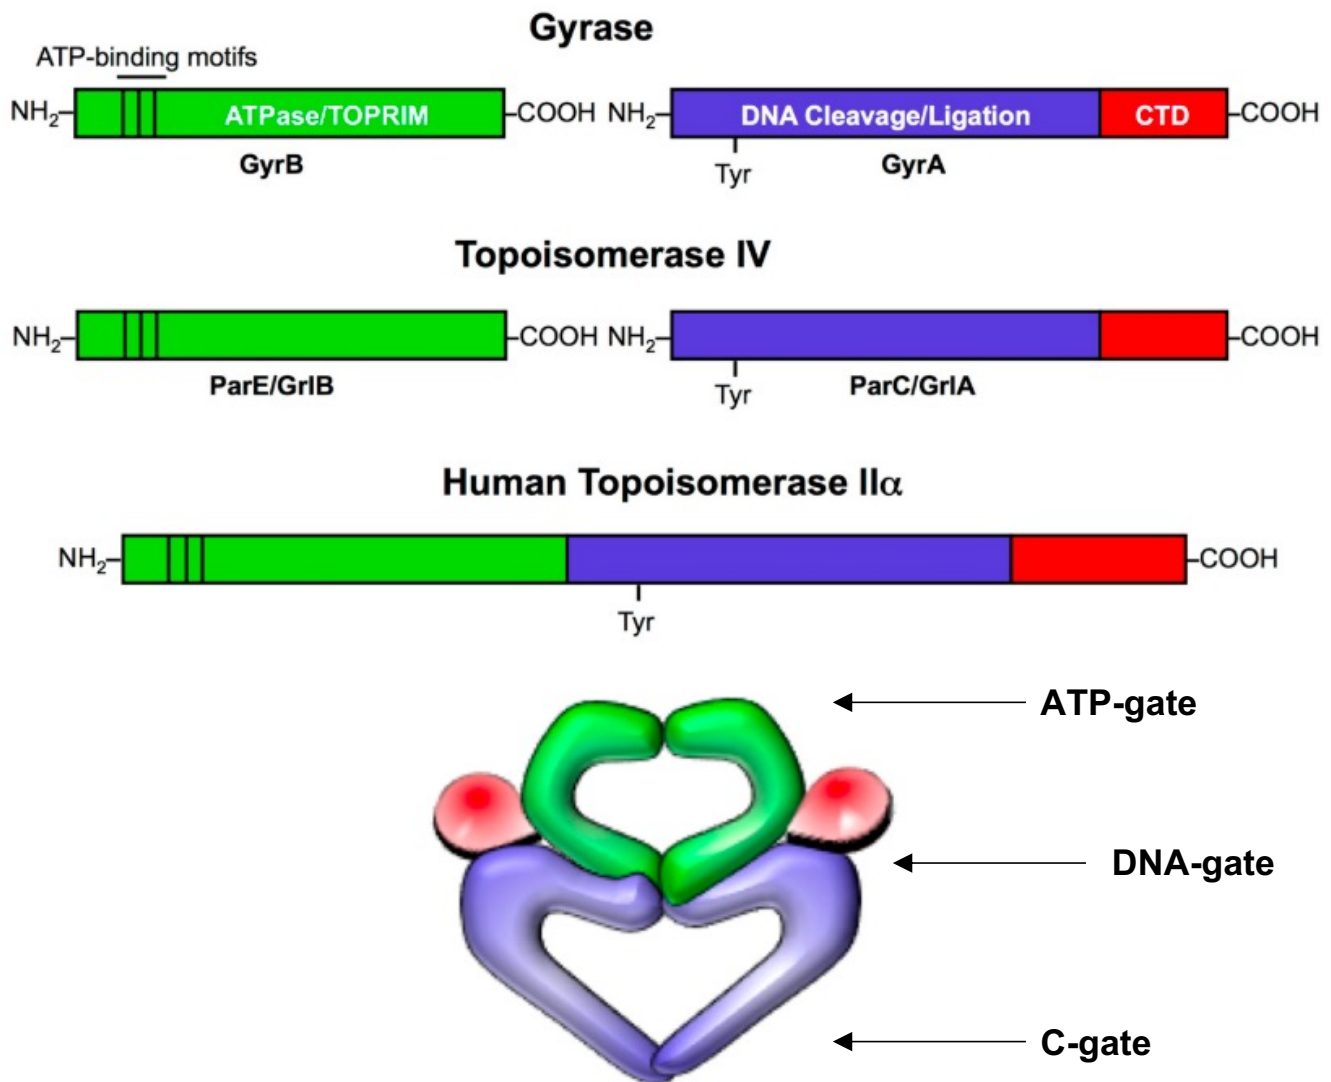 Gyrase
ATP-binding motifs
NH₂ ATPase/TOPRIM COOH NH₂ DNA Cleavage/Ligation CTD COOH
GyrB Tyr GyrA
Topoisomerase IV
NH₂ COOH NH₂ COOH
ParE/GrlB Tyr ParC/GrlA
Human Topoisomerase IIα
NH₂ COOH
Tyr
ATP-gate
DNA-gate
C-gate